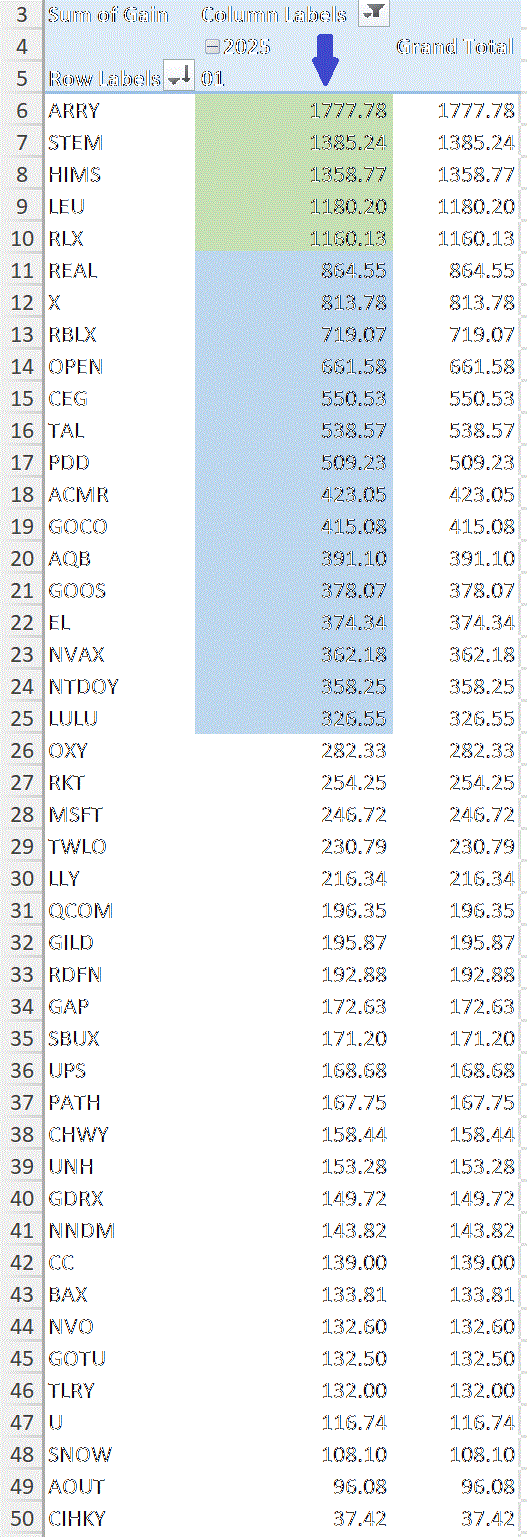 3 Sum of Gain Column Labels
4 2025 Grand Total
5 Row Labels 01
6 ARRY 1777.78 1777.78
7 STEM 1385.24 1385.24
8 HIMS 1358.77 1358.77
9 LEU 1180.20 1180.20
10 RLX 1160.13 1160.13
11 REAL 864.55 864.55
12 X 813.78 813.78
13 RBLX 719.07 719.07
14 OPEN 661.58 661.58
15 CEG 550.53 550.53
16 TAL 538.57 538.57
17 PDD 509.23 509.23
18 ACMR 423.05 423.05
19 GOCO 415.08 415.08
20 AQB 391.10 391.10
21 GOOS 378.07 378.07
22 EL 374.34 374.34
23 NVAX 362.18 362.18
24 NTDOY 358.25 358.25
25 LULU 326.55 326.55
26 OXY 282.33 282.33
27 RKT 254.25 254.25
28 MSFT 246.72 246.72
29 TWLO 230.79 230.79
30 LLY 216.34 216.34
31 QCOM 196.35 196.35
32 GILD 195.87 195.87
33 RDFN 192.88 192.88
34 GAP 172.63 172.63
35 SBUX 171.20 171.20
36 UPS 168.68 168.68
37 PATH 167.75 167.75
38 CHWY 158.44 158.44
39 UNH 153.28 153.28
40 GDRX 149.72 149.72
41 NNDM 143.82 143.82
42 CC 139.00 139.00
43 BAX 133.81 133.81
44 NVO 132.60 132.60
45 GOTU 132.50 132.50
46 TLRY 132.00 132.00
47 U 116.74 116.74
48 SNOW 108.10 108.10
49 AOUT 96.08 96.08
50 CIHKY 37.42 37.42